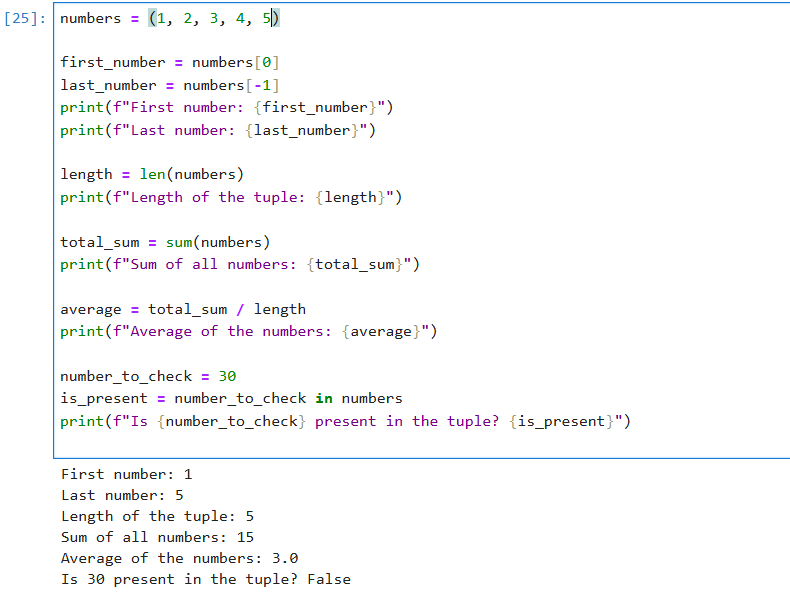 [25]: numbers = (1, 2, 3, 4, 5)
first_number = numbers[0]
last_number = numbers[-1]
print(f"First number: {first_number}")
print(f"Last number: {last_number}")
length = len(numbers)
print(f"Length of the tuple: {length}")
total_sum = sum(numbers)
print(f"Sum of all numbers: {total_sum}")
average = total_sum / length
print(f"Average of the numbers: {average}")
number_to_check = 30
is_present = number_to_check in numbers
print(f"Is {number_to_check} present in the tuple? {is_present}")
First number: 1
Last number: 5
Length of the tuple: 5
Sum of all numbers: 15
Average of the numbers: 3.0
Is 30 present in the tuple? False